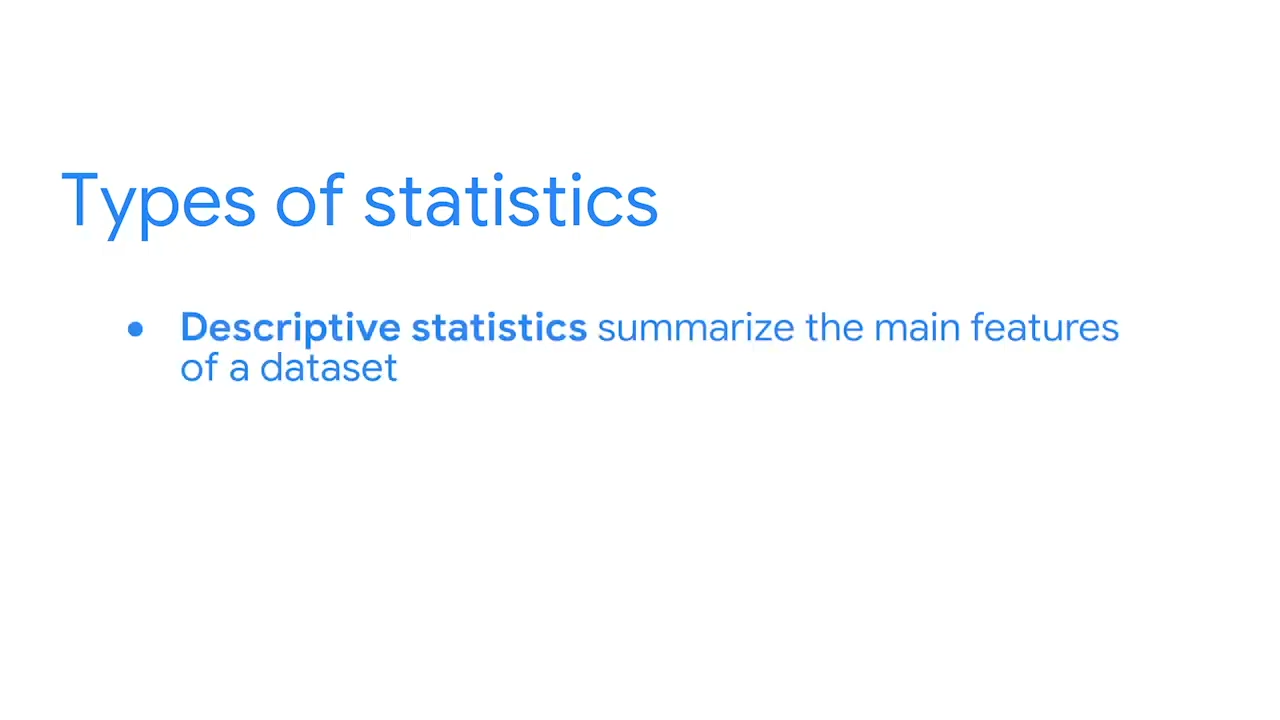 Types of statistics
● Descriptive statistics summarize the main features
of a dataset